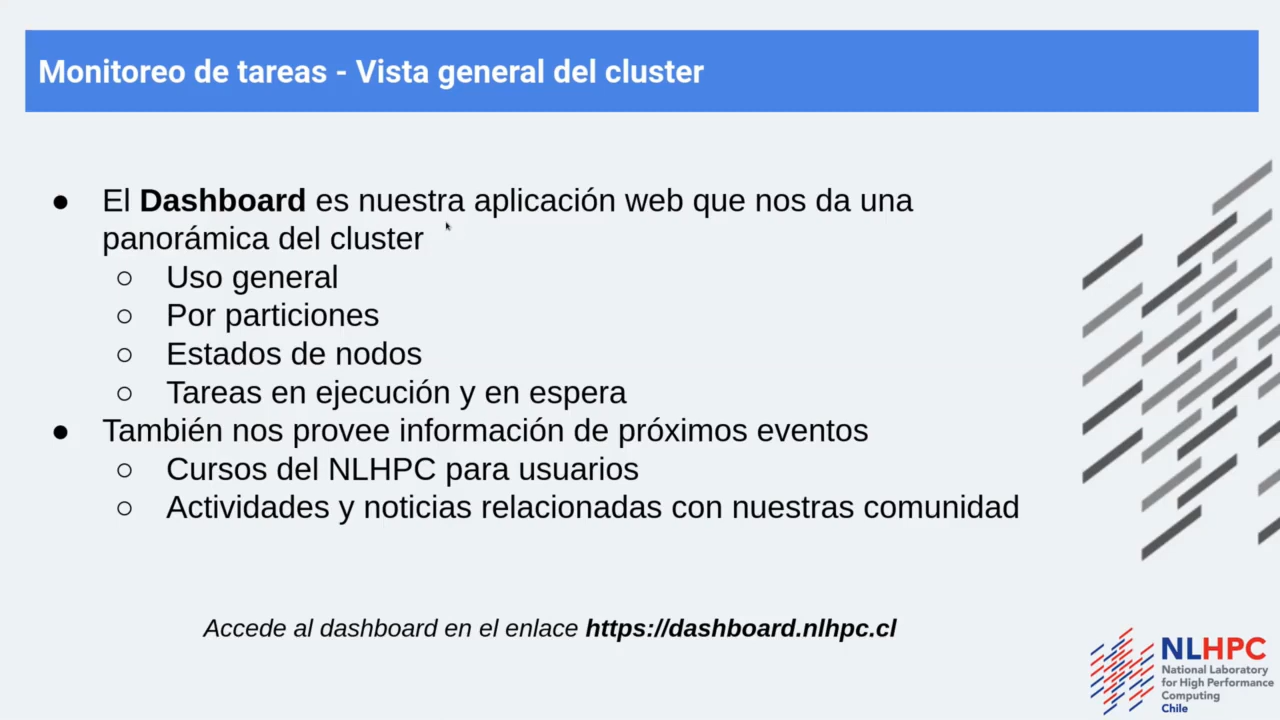 Monitoreo de tareas - Vista general del cluster
● El Dashboard es nuestra aplicación web que nos da una
panorámica del cluster
○ Uso general
○ Por particiones
○ Estados de nodos
○ Tareas en ejecución y en espera
● También nos provee información de próximos eventos
○ Cursos del NLHPC para usuarios
○ Actividades y noticias relacionadas con nuestras comunidad
Accede al dashboard en el enlace https://dashboard.nlhpc.cl
NLHPC
National Laboratory
for High Performance
Computing
Chile